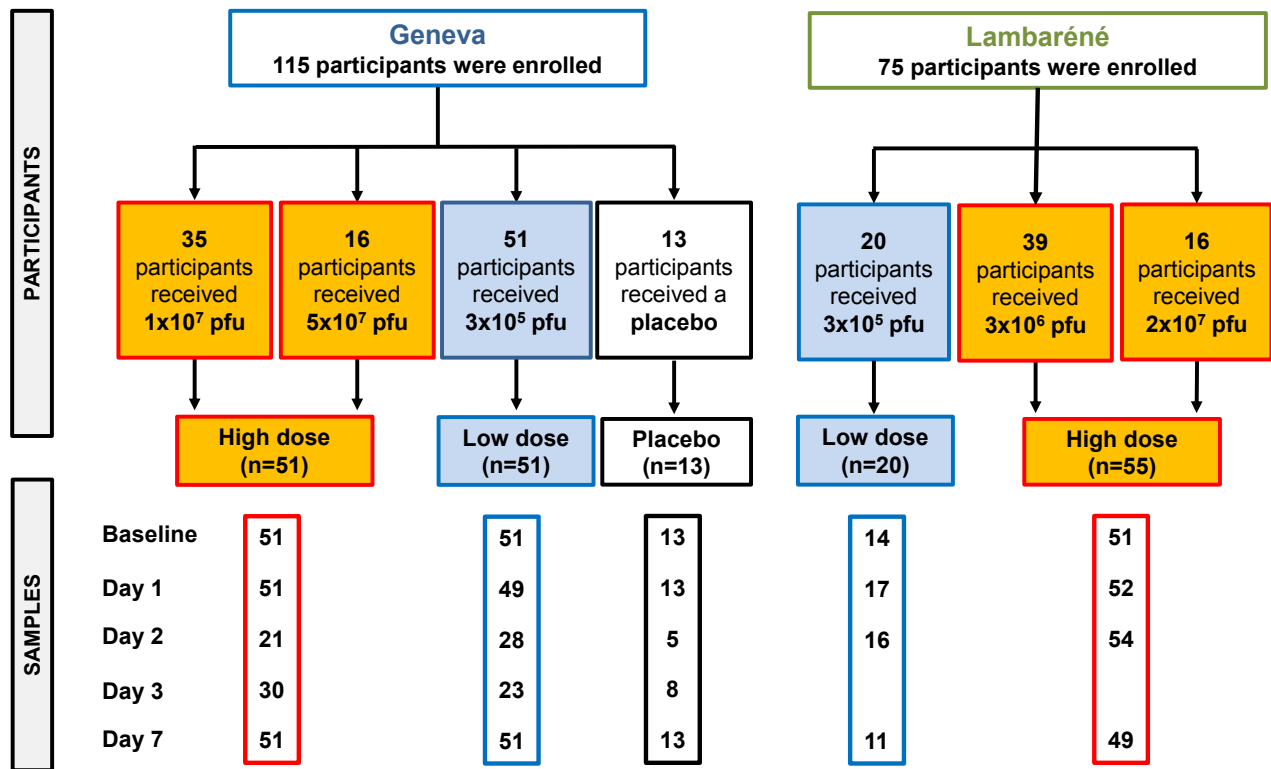 PARTICIPANTS
Geneva
115 participants were enrolled
Lambaréné
75 participants were enrolled
35
participants
received
1x10⁷ pfu
16
participants
received
5x10⁷ pfu
51
participants
received
3x10⁵ pfu
13
participants
received a
placebo
20
participants
received
3x10⁵ pfu
39
participants
received
3x10⁶ pfu
16
participants
received
2x10⁷ pfu
High dose
(n=51)
Low dose
(n=51)
Placebo
(n=13)
Low dose
(n=20)
High dose
(n=55)
SAMPLES
Baseline 51 51 13 14 51
Day 1 51 49 13 17 52
Day 2 21 28 5 16 54
Day 3 30 23 8
Day 7 51 51 13 11 49